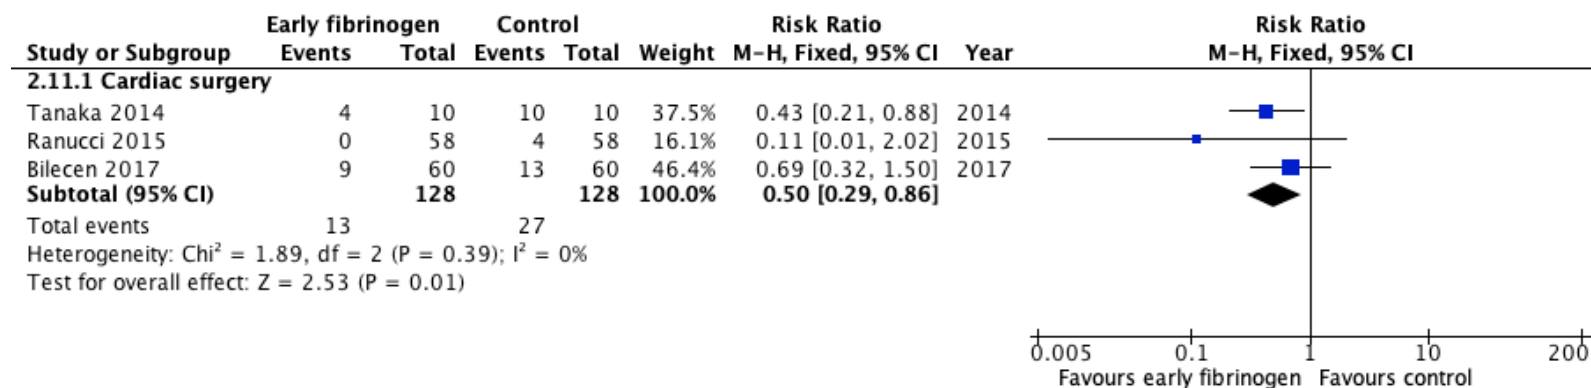 Early fibrinogen Control Risk Ratio Risk Ratio
Study or Subgroup Events Total Events Total Weight M-H, Fixed, 95% CI Year M-H, Fixed, 95% CI
2.11.1 Cardiac surgery
Tanaka 2014 4 10 10 10 37.5% 0.43 [0.21, 0.88] 2014
Ranucci 2015 0 58 4 58 16.1% 0.11 [0.01, 2.02] 2015
Bilecen 2017 9 60 13 60 46.4% 0.69 [0.32, 1.50] 2017
Subtotal (95% CI) 128 128 100.0% 0.50 [0.29, 0.86]
Total events 13 27
Heterogeneity: Chi² = 1.89, df = 2 (P = 0.39); I² = 0%
Test for overall effect: Z = 2.53 (P = 0.01)
0.005 0.1 1 10 200
Favours early fibrinogen Favours control